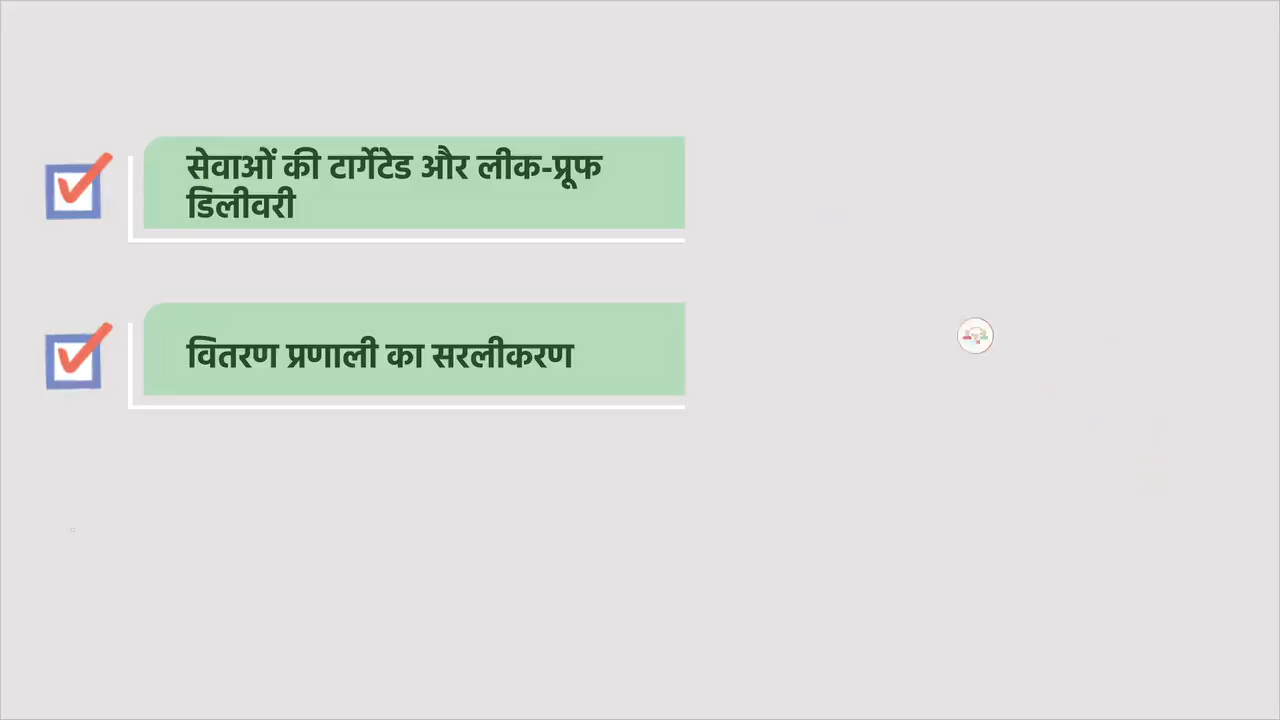 सेवाओं की टार्गेटेड और लीक-प्रूफ
डिलीवरी
वितरण प्रणाली का सरलीकरण